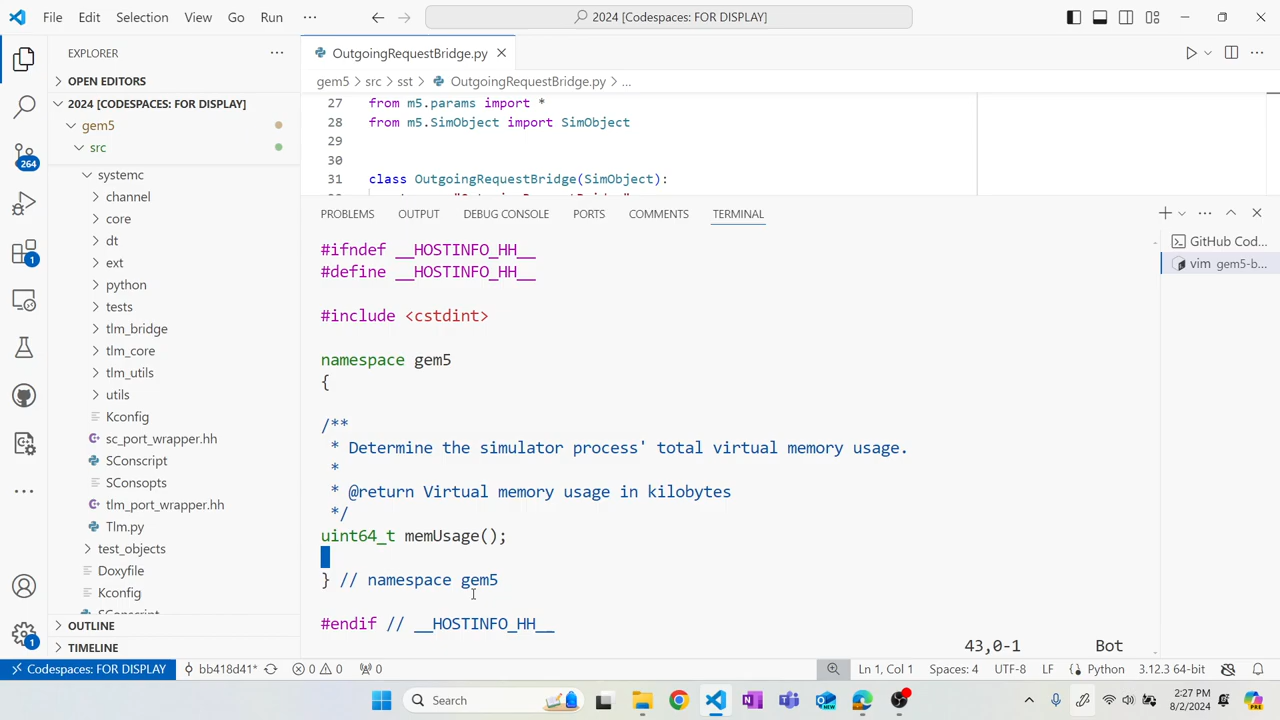 File Edit Selection View Go Run ··· 2024 [Codespaces: FOR DISPLAY]
EXPLORER
OPEN EDITORS
2024 [CODESPACES: FOR DISPLAY]
gem5
src
systemc
channel
core
dt
ext
python
tests
tlm_bridge
tlm_core
tlm_utils
utils
Kconfig
sc_port_wrapper.hh
SConscript
SConsopts
tlm_port_wrapper.hh
Tlm.py
test_objects
Doxyfile
Kconfig
SConscript
OUTLINE
TIMELINE
264
1
1
OutgoingRequestBridge.py
gem5 > src > sst > OutgoingRequestBridge.py > ...
27 from m5.params import *
28 from m5.SimObject import SimObject
29
30
31 class OutgoingRequestBridge(SimObject):
PROBLEMS OUTPUT DEBUG CONSOLE PORTS COMMENTS TERMINAL
GitHub Cod...
vim gem5-b...
#ifndef __HOSTINFO_HH__
#define __HOSTINFO_HH__
#include <cstdint>
namespace gem5
{
/**
* Determine the simulator process' total virtual memory usage.
*
* @return Virtual memory usage in kilobytes
*/
uint64_t memUsage();
} // namespace gem5
#endif // __HOSTINFO_HH__
43,0-1 Bot
Codespaces: FOR DISPLAY bb418d41* 0 0 0 Ln 1, Col 1 Spaces: 4 UTF-8 LF Python 3.12.3 64-bit
Search 2:27 PM
8/2/2024